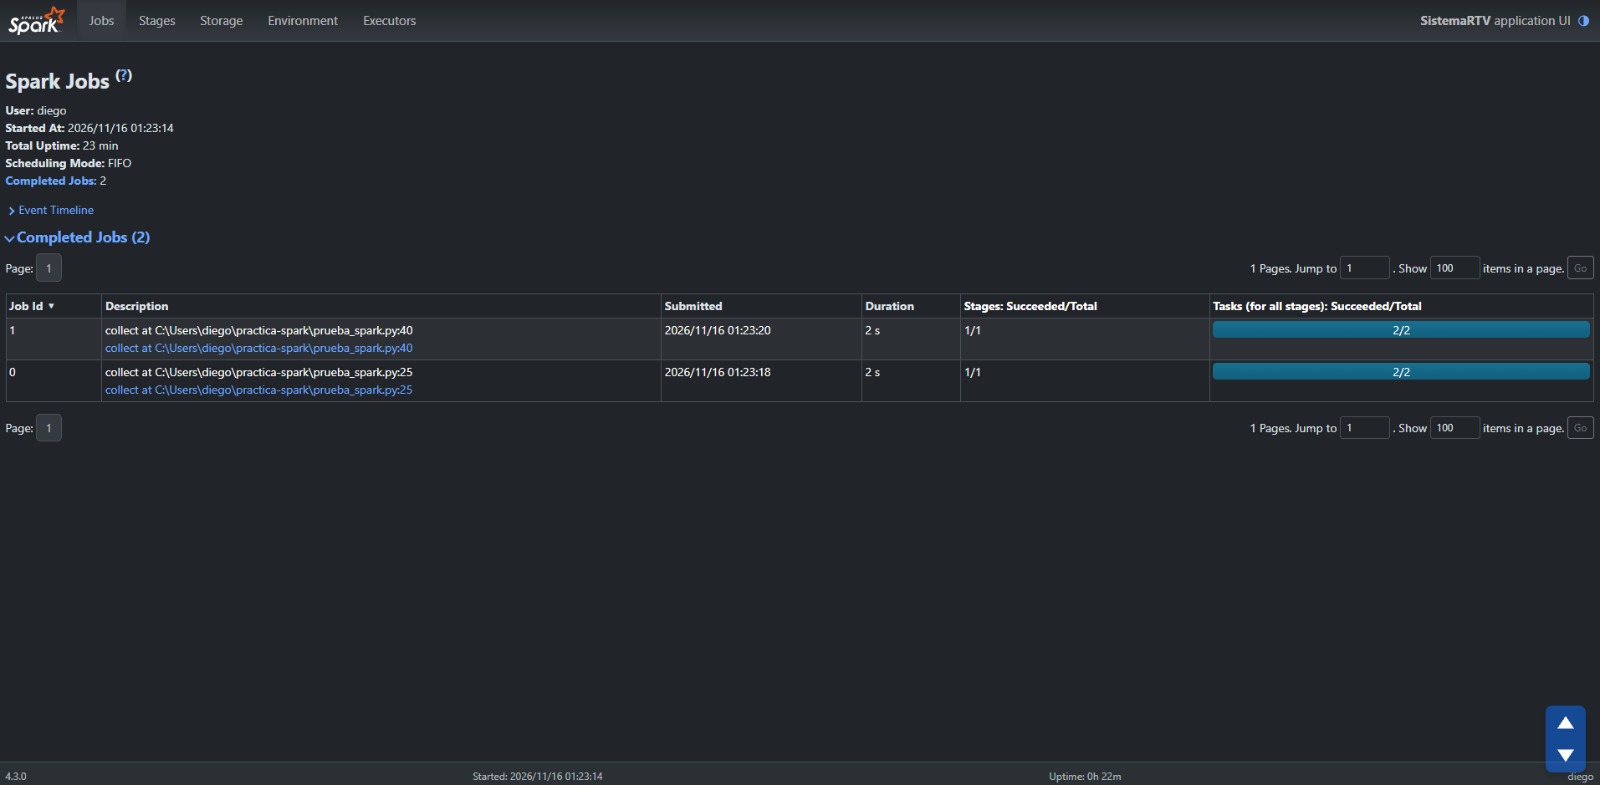 APACHE Spark Jobs Stages Storage Environment Executors SistemaRTV application UI
Spark Jobs (?)
User: diego
Started At: 2026/11/16 01:23:14
Total Uptime: 23 min
Scheduling Mode: FIFO
Completed Jobs: 2
Event Timeline
Completed Jobs (2)
Page: 1 1 Pages. Jump to 1 . Show 100 items in a page. Go
Job Id ▼ Description Submitted Duration Stages: Succeeded/Total Tasks (for all stages): Succeeded/Total
1 collect at C:\Users\diego\practica-spark\prueba_spark.py:40 2026/11/16 01:23:20 2 s 1/1 2/2
collect at C:\Users\diego\practica-spark\prueba_spark.py:40
0 collect at C:\Users\diego\practica-spark\prueba_spark.py:25 2026/11/16 01:23:18 2 s 1/1 2/2
collect at C:\Users\diego\practica-spark\prueba_spark.py:25
Page: 1 1 Pages. Jump to 1 . Show 100 items in a page. Go
4.3.0 Started: 2026/11/16 01:23:14 Uptime: 0h 22m diego